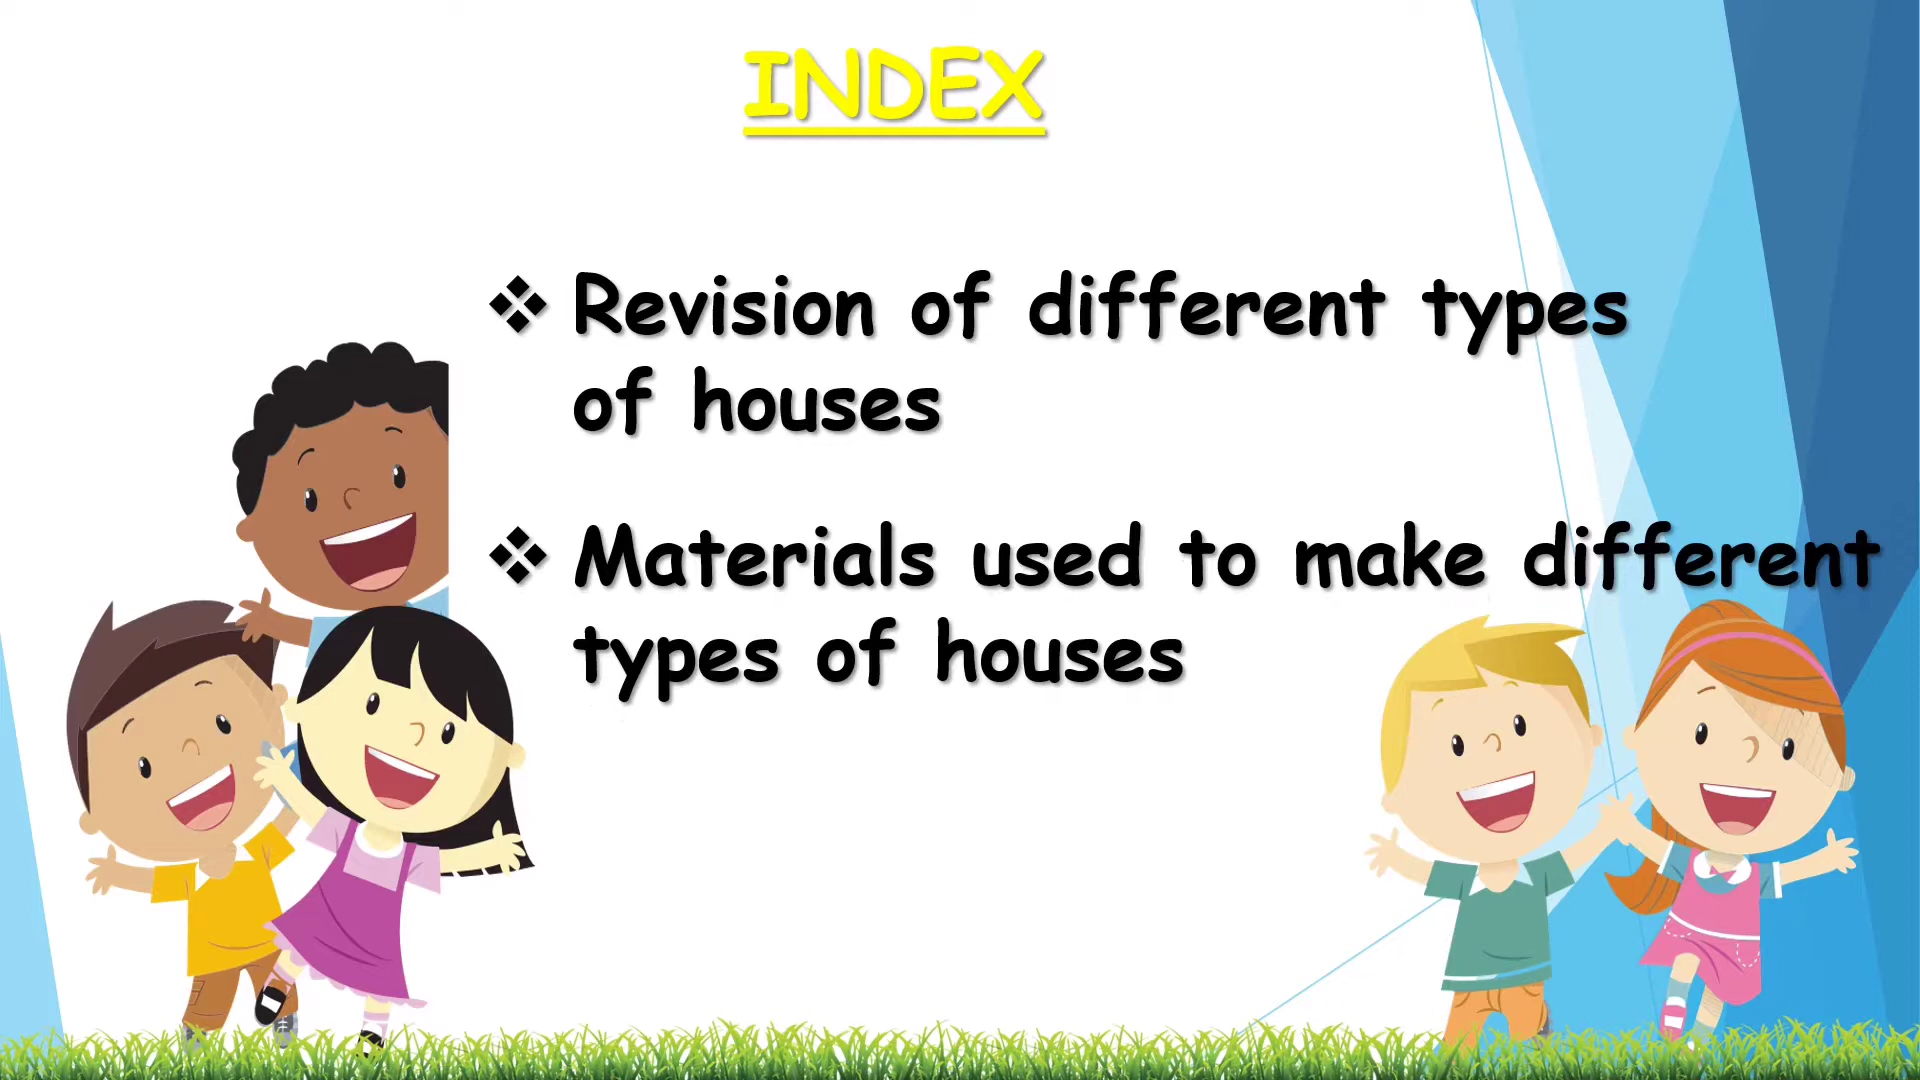 INDEX
❖ Revision of different types
of houses
❖ Materials used to make different
types of houses